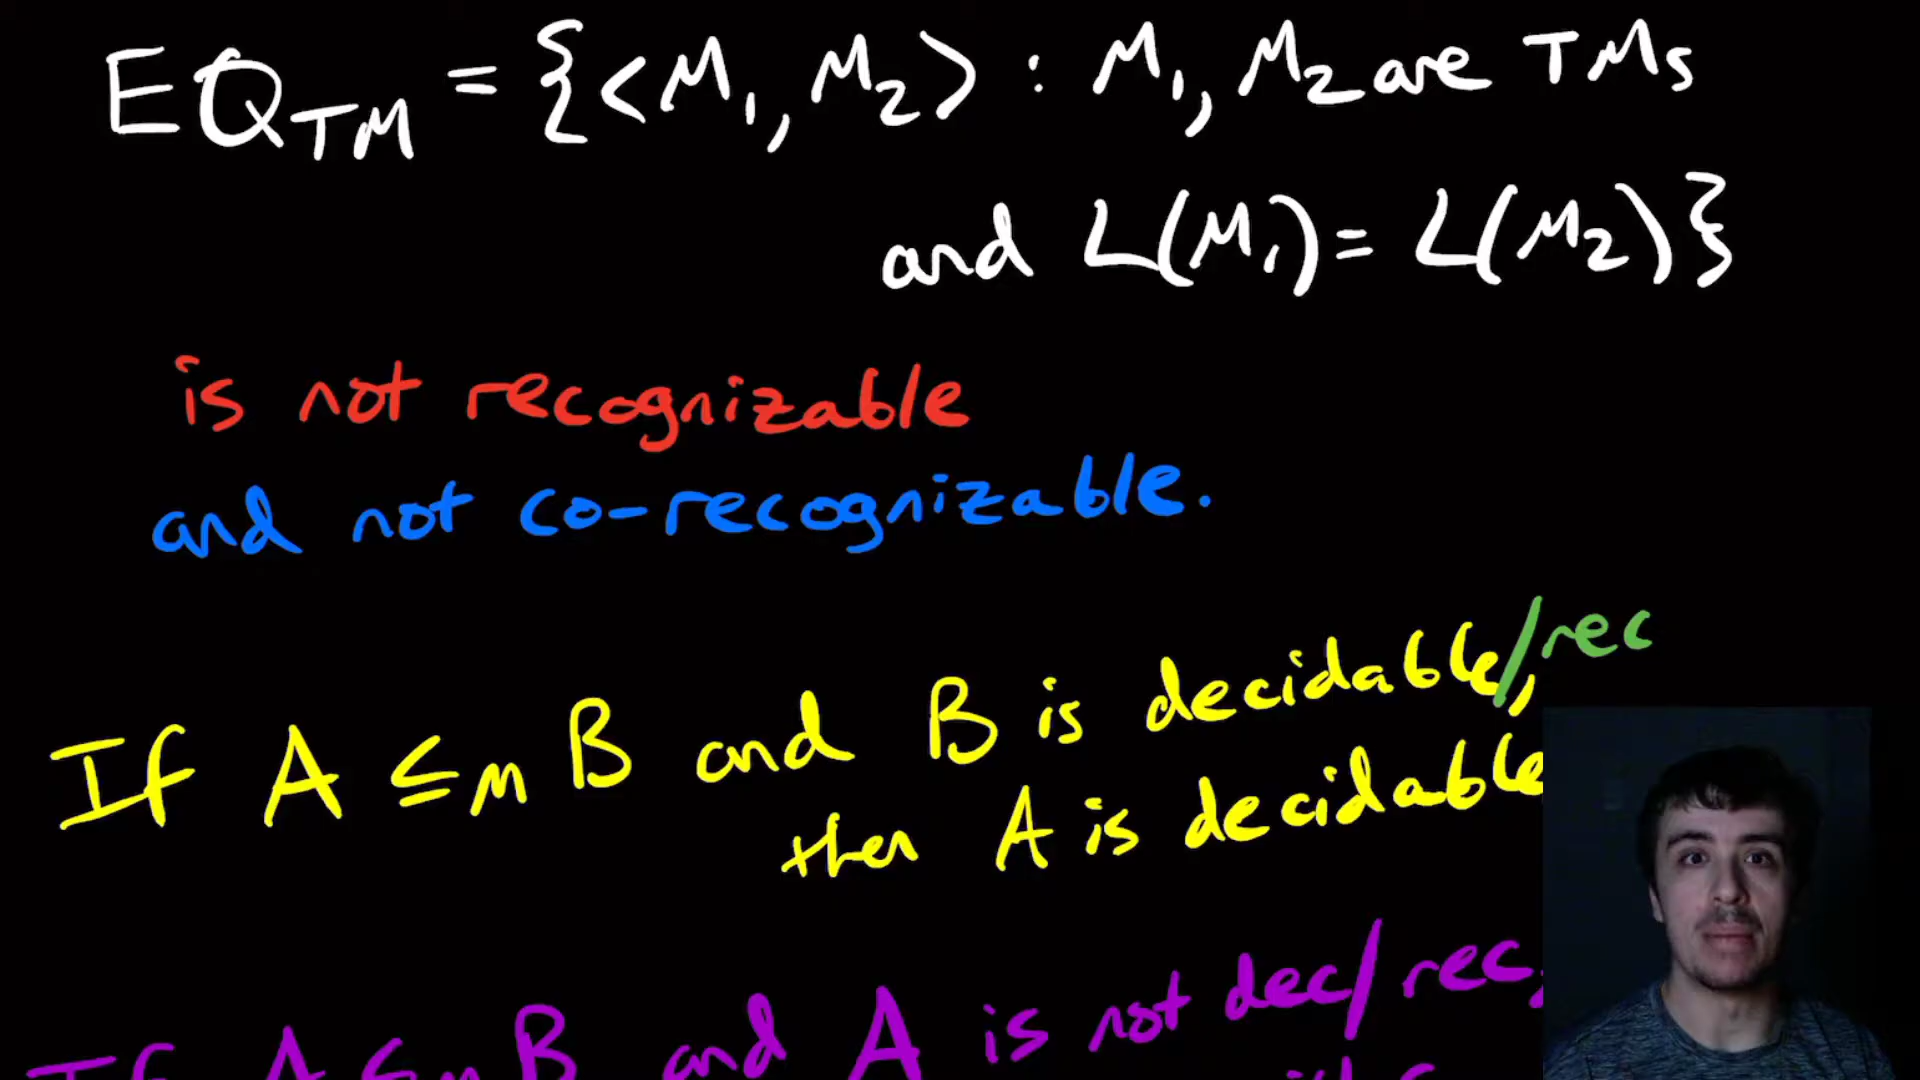 EQ_TM = {<M₁, M₂> : M₁, M₂ are TMs
and L(M₁) = L(M₂)}
is not recognizable
and not co-recognizable.
If A ≤ₘ B and B is decidable/rec,
then A is decidable
If A ≤ₘ B and A is not dec/rec,